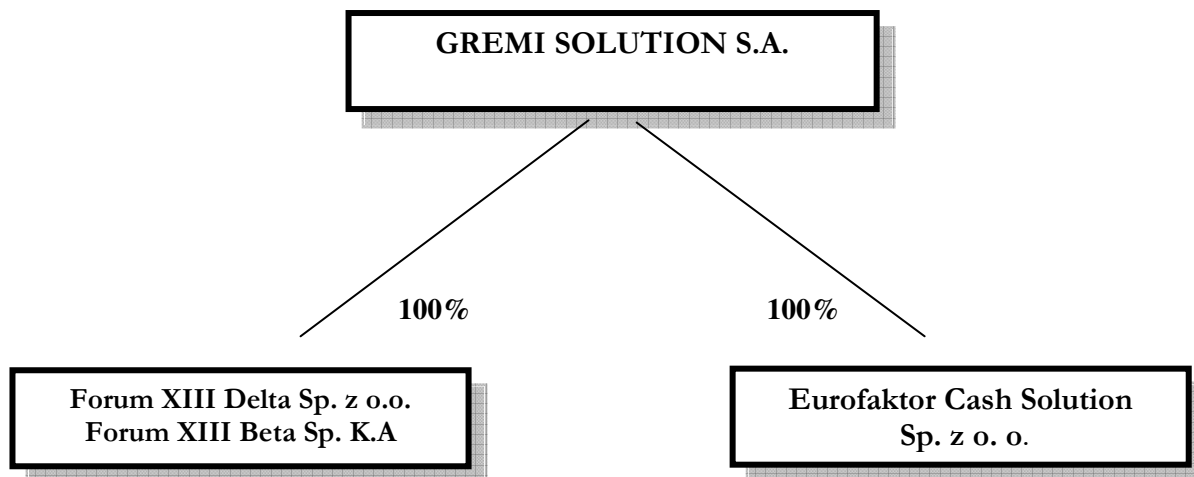 GREMI SOLUTION S.A.
100%
100%
Forum XIII Delta Sp. z o.o.
Forum XIII Beta Sp. K.A
Eurofaktor Cash Solution
Sp. z o. o.